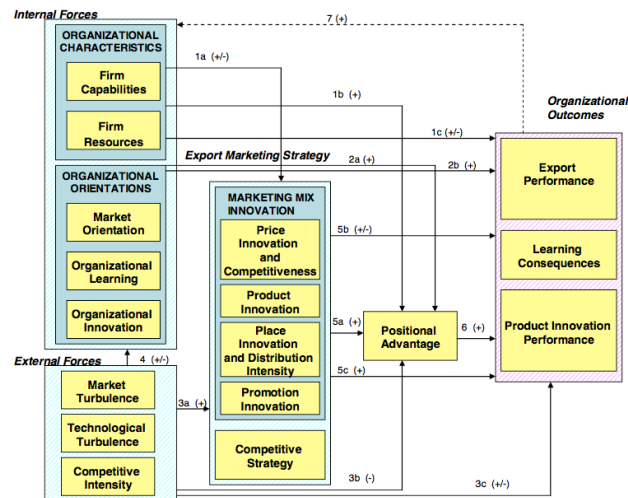 Internal Forces
7 (+)
ORGANIZATIONAL
CHARACTERISTICS
Firm
Capabilities
Firm
Resources
1a (+/-)
1b (+)
1c (+/-)
Organizational
Outcomes
Export Marketing Strategy
2a (+)
2b (+)
ORGANIZATIONAL
ORIENTATIONS
Market
Orientation
Organizational
Learning
Organizational
Innovation
MARKETING MIX
INNOVATION
Price
Innovation
and
Competitiveness
Product
Innovation
Place
Innovation
and Distribution
Intensity
Promotion
Innovation
Competitive
Strategy
5b (+/-)
5a (+)
5c (+)
Positional
Advantage
6 (+)
Export
Performance
Learning
Consequences
Product Innovation
Performance
External Forces
4 (+/-)
Market
Turbulence
Technological
Turbulence
Competitive
Intensity
3a (+)
3b (-)
3c (+/-)